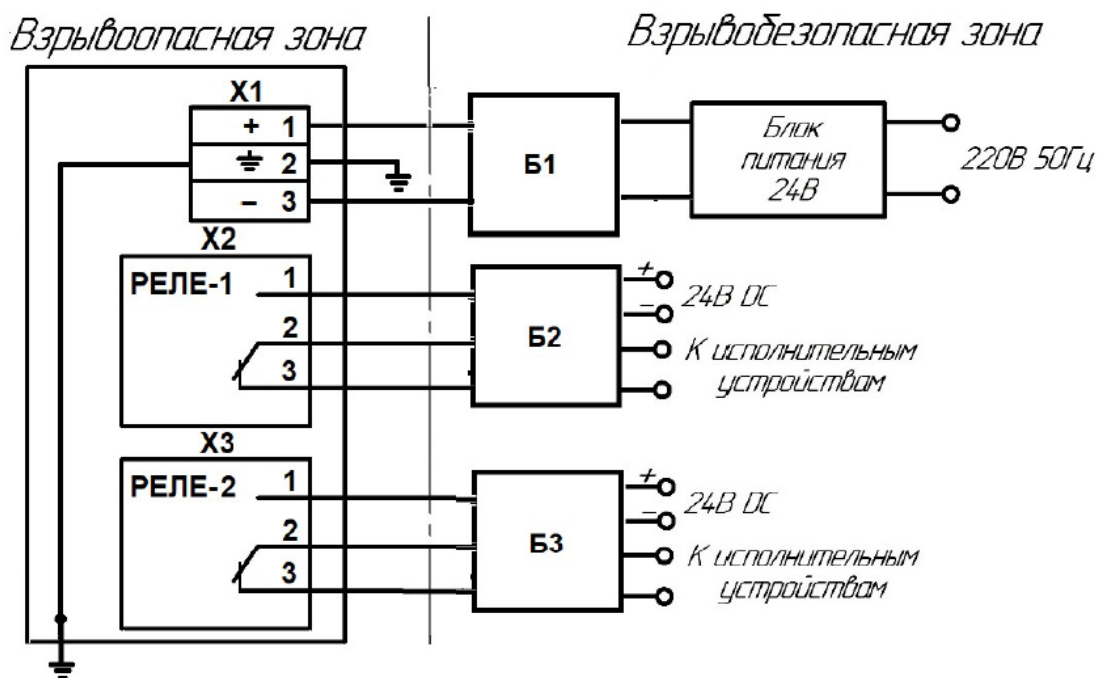 Взрывоопасная зона
Взрывобезопасная зона
X1
+ 1
2
– 3
Б1
Блок
питания
24В
220В 50Гц
X2
РЕЛЕ-1
1
2
3
Б2
+
–
24В DC
К исполнительным
устройствам
X3
РЕЛЕ-2
1
2
3
Б3
+
–
24В DC
К исполнительным
устройствам